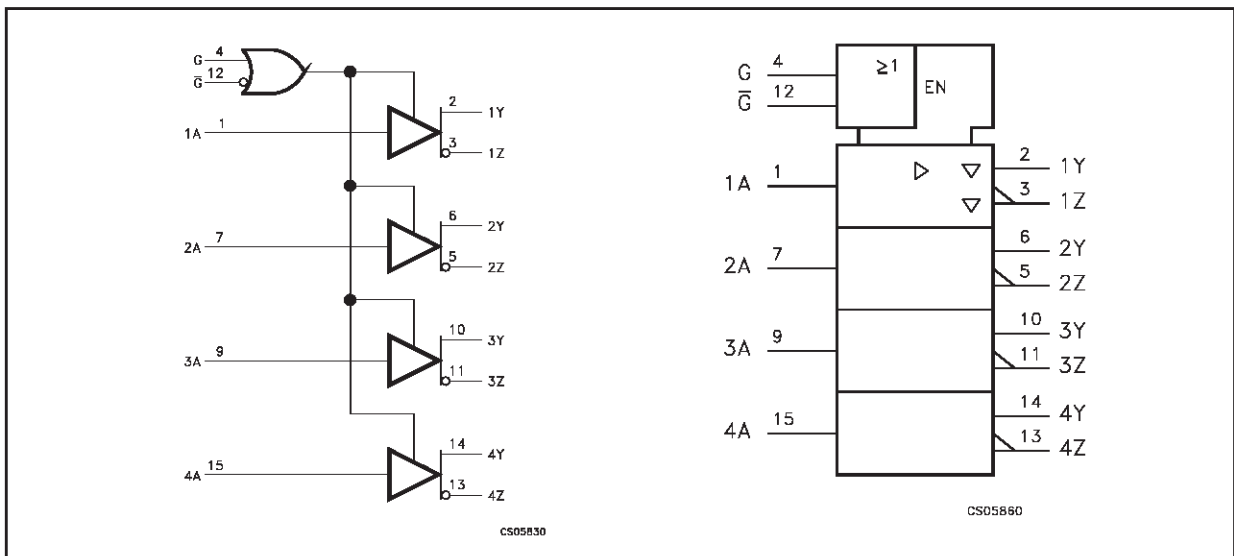 G 4
G̅ 12
1A 1
2 1Y
3 1Z
2A 7
6 2Y
5 2Z
3A 9
10 3Y
11 3Z
4A 15
14 4Y
13 4Z
CS05830
G 4
G̅ 12
≥1
EN
1A 1
2 1Y
3 1Z
2A 7
6 2Y
5 2Z
3A 9
10 3Y
11 3Z
4A 15
14 4Y
13 4Z
CS05860